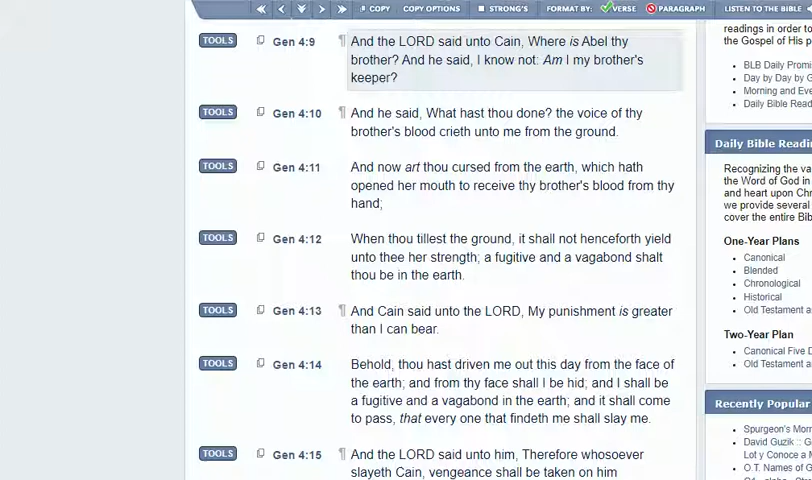 COPY COPY OPTIONS STRONG'S FORMAT BY: VERSE PARAGRAPH LISTEN TO THE BIBLE
TOOLS Gen 4:9 ¶ And the LORD said unto Cain, Where is Abel thy
brother? And he said, I know not: Am I my brother's
keeper?
TOOLS Gen 4:10 ¶ And he said, What hast thou done? the voice of thy
brother's blood crieth unto me from the ground.
TOOLS Gen 4:11 And now art thou cursed from the earth, which hath
opened her mouth to receive thy brother's blood from thy
hand;
TOOLS Gen 4:12 When thou tillest the ground, it shall not henceforth yield
unto thee her strength; a fugitive and a vagabond shalt
thou be in the earth.
TOOLS Gen 4:13 ¶ And Cain said unto the LORD, My punishment is greater
than I can bear.
TOOLS Gen 4:14 Behold, thou hast driven me out this day from the face of
the earth; and from thy face shall I be hid; and I shall be
a fugitive and a vagabond in the earth; and it shall come
to pass, that every one that findeth me shall slay me.
TOOLS Gen 4:15 ¶ And the LORD said unto him, Therefore whosoever
slayeth Cain, vengeance shall be taken on him
readings in order to
the Gospel of His p
BLB Daily Promi
Day by Day by G
Morning and Eve
Daily Bible Read
Daily Bible Readin
Recognizing the va
the Word of God in
and heart upon Chr
we provide several
cover the entire Bib
One-Year Plans
Canonical
Blended
Chronological
Historical
Old Testament a
Two-Year Plan
Canonical Five D
Old Testament a
Recently Popular
Spurgeon's Morn
David Guzik :: G
Lot y Conoce a M
O.T. Names of G